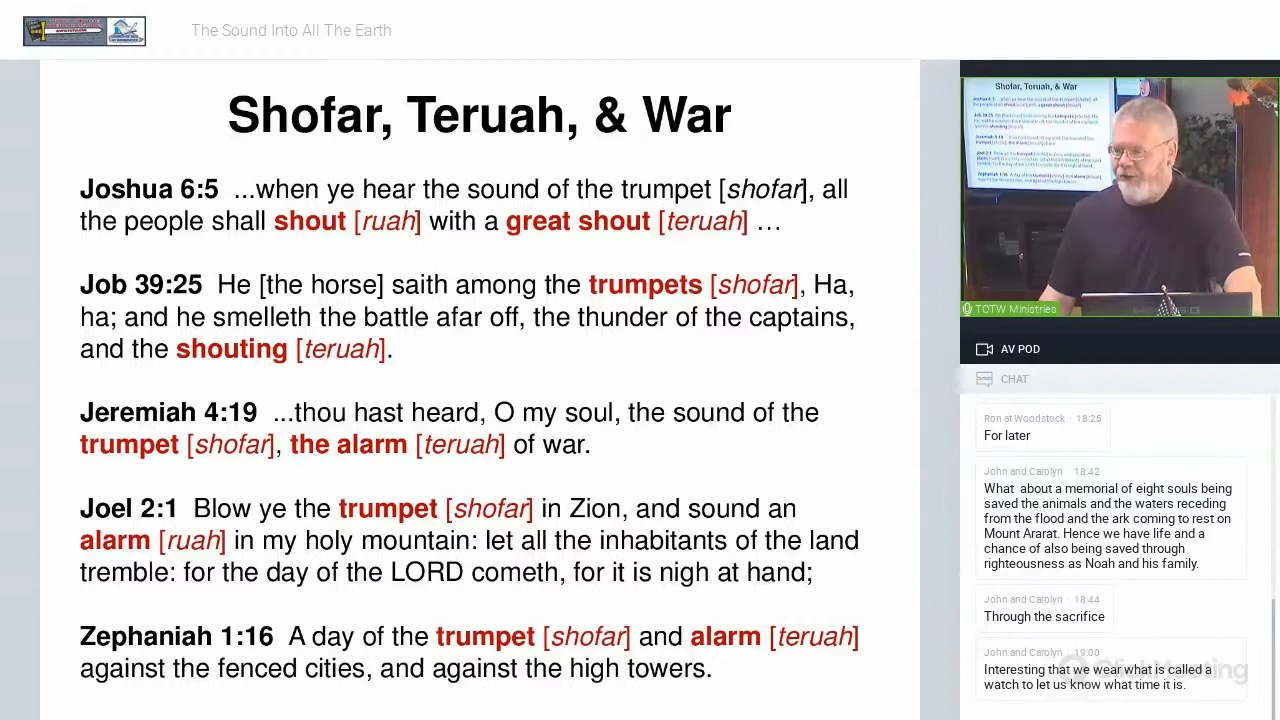 The Sound Into All The Earth
Shofar, Teruah, & War
Joshua 6:5 ...when ye hear the sound of the trumpet [shofar], all
the people shall shout [ruah] with a great shout [teruah] …
Job 39:25 He [the horse] saith among the trumpets [shofar], Ha,
ha; and he smelleth the battle afar off, the thunder of the captains,
and the shouting [teruah].
Jeremiah 4:19 ...thou hast heard, O my soul, the sound of the
trumpet [shofar], the alarm [teruah] of war.
Joel 2:1 Blow ye the trumpet [shofar] in Zion, and sound an
alarm [ruah] in my holy mountain: let all the inhabitants of the land
tremble: for the day of the LORD cometh, for it is nigh at hand;
Zephaniah 1:16 A day of the trumpet [shofar] and alarm [teruah]
against the fenced cities, and against the high towers.
Shofar, Teruah, & War
TOTW Ministries
AV POD
CHAT
Ron at Woodstock · 18:25
For later
John and Carolyn · 18:42
What about a memorial of eight souls being
saved the animals and the waters receding
from the flood and the ark coming to rest on
Mount Ararat. Hence we have life and a
chance of also being saved through
righteousness as Noah and his family.
John and Carolyn · 18:44
Through the sacrifice
John and Carolyn · 19:00
Interesting that we wear what is called a
watch to let us know what time it is.
ClickMeeting